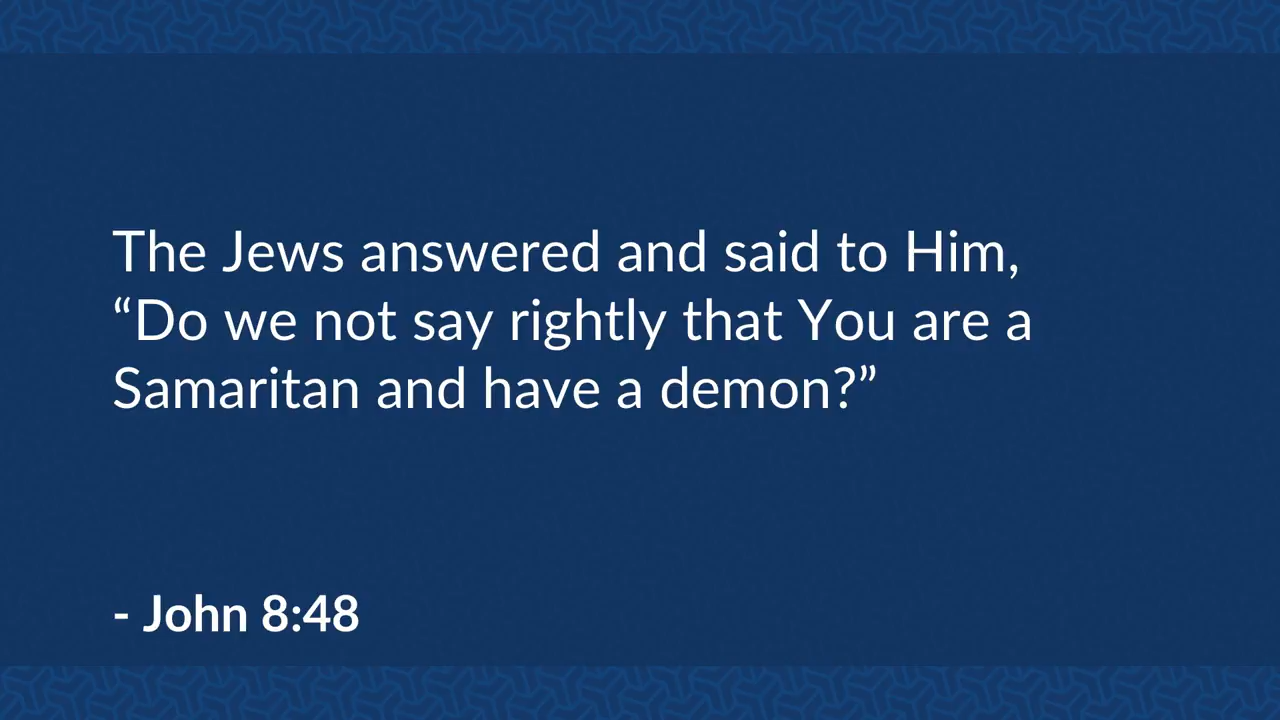 The Jews answered and said to Him,
“Do we not say rightly that You are a
Samaritan and have a demon?”
- John 8:48